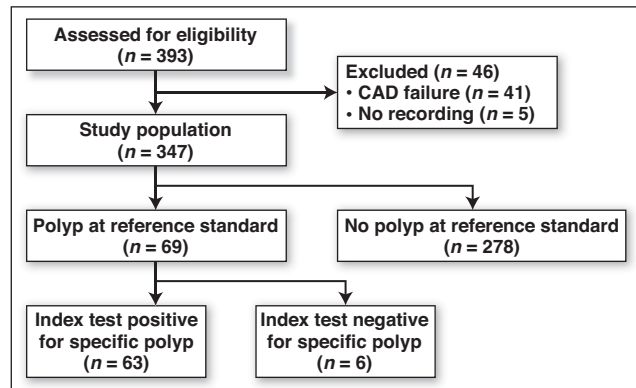 Assessed for eligibility
(n = 393)
Excluded (n = 46)
• CAD failure (n = 41)
• No recording (n = 5)
Study population
(n = 347)
Polyp at reference standard
(n = 69)
No polyp at reference standard
(n = 278)
Index test positive
for specific polyp
(n = 63)
Index test negative
for specific polyp
(n = 6)